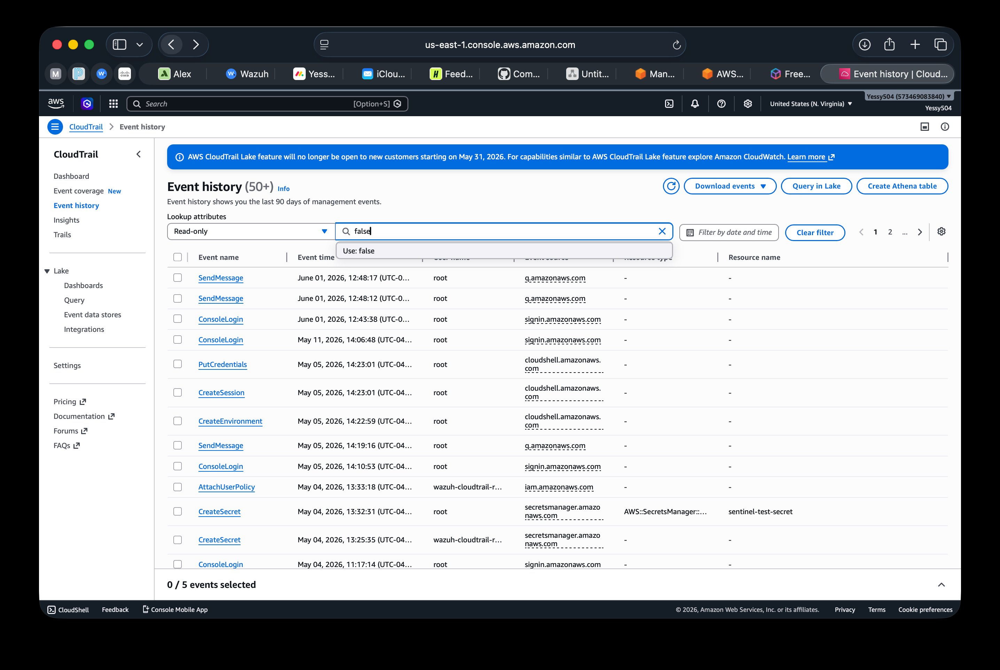 us-east-1.console.aws.amazon.com
M
W.
CISCO
Alex
W. Wazuh
Yess...
iClou...
H Feed...
Com...
Untit...
Man...
AWS...
Free...
Event history | Cloud...
aws
Search
[Option+S]
United States (N. Virginia)
Yessy504 (573469083840)
Yessy504
CloudTrail
Event history
CloudTrail
Dashboard
Event coverage New
Event history
Insights
Trails
Lake
Dashboards
Query
Event data stores
Integrations
Settings
Pricing
Documentation
Forums
FAQs
AWS CloudTrail Lake feature will no longer be open to new customers starting on May 31, 2026. For capabilities similar to AWS CloudTrail Lake feature explore Amazon CloudWatch. Learn more
Event history (50+) Info
Download events
Query in Lake
Create Athena table
Event history shows you the last 90 days of management events.
Lookup attributes
Read-only
false
Filter by date and time
Clear filter
1 2 ...
Use: false
Event name Event time User name Event source Resource type Resource name
SendMessage June 01, 2026, 12:48:17 (UTC-0... root q.amazonaws.com - -
SendMessage June 01, 2026, 12:48:12 (UTC-0... root q.amazonaws.com - -
ConsoleLogin June 01, 2026, 12:43:38 (UTC-0... root signin.amazonaws.com - -
ConsoleLogin May 11, 2026, 14:06:48 (UTC-04... root signin.amazonaws.com - -
PutCredentials May 05, 2026, 14:23:01 (UTC-04... root cloudshell.amazonaws.
com - -
CreateSession May 05, 2026, 14:23:01 (UTC-04... root cloudshell.amazonaws.
com - -
CreateEnvironment May 05, 2026, 14:22:59 (UTC-04... root cloudshell.amazonaws.
com - -
SendMessage May 05, 2026, 14:19:16 (UTC-04... root q.amazonaws.com - -
ConsoleLogin May 05, 2026, 14:10:53 (UTC-04... root signin.amazonaws.com - -
AttachUserPolicy May 04, 2026, 13:33:18 (UTC-04... wazuh-cloudtrail-r... iam.amazonaws.com - -
CreateSecret May 04, 2026, 13:32:31 (UTC-04... root secretsmanager.amazo
naws.com AWS::SecretsManager::... sentinel-test-secret
CreateSecret May 04, 2026, 13:25:35 (UTC-04... wazuh-cloudtrail-r... secretsmanager.amazo
naws.com - -
ConsoleLogin May 04, 2026, 11:17:14 (UTC-04... root signin.amazonaws.com - -
0 / 5 events selected
CloudShell
Feedback
Console Mobile App
© 2026, Amazon Web Services, Inc. or its affiliates.
Privacy
Terms
Cookie preferences